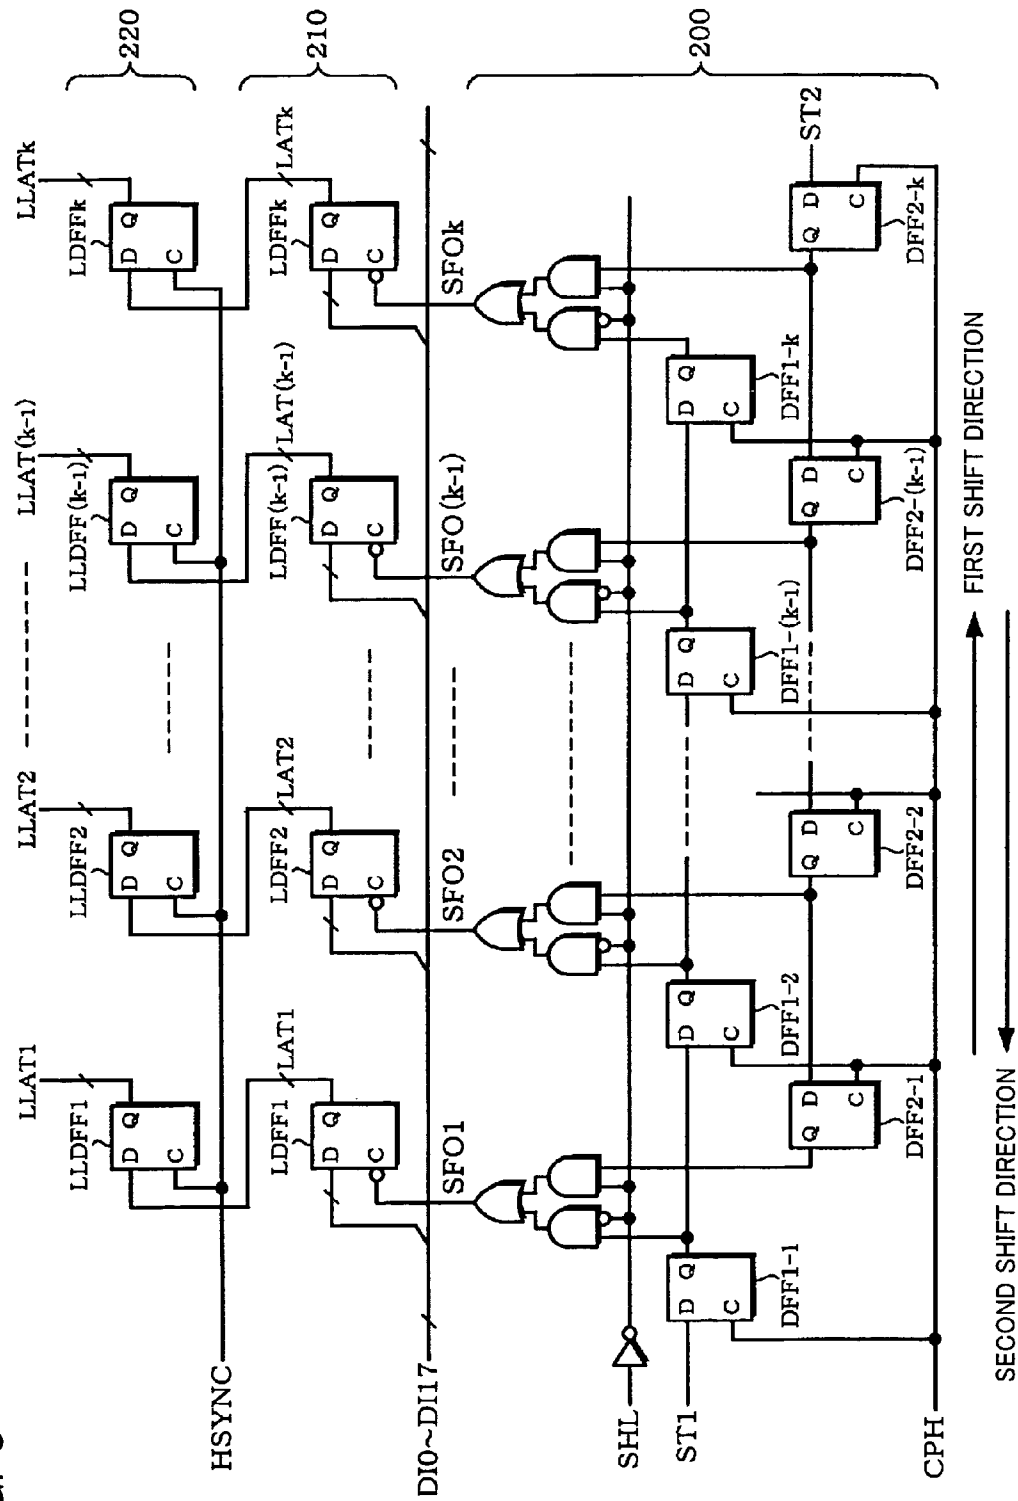 220
210
200
LLAT1
LLAT2
LLAT(k-1)
LLATk
LLDFF1
LLDFF2
LLDFF(k-1)
LDFFk
D Q
C
D Q
C
D Q
C
D Q
C
HSYNC
LAT1
LAT2
LAT(k-1)
LATk
LDFF1
LDFF2
LDFF(k-1)
LDFFk
D Q
C
D Q
C
D Q
C
D Q
C
DI0~DI17
SFO1
SFO2
SFO(k-1)
SFOk
SHL
ST1
D Q
C
D Q
C
D Q
C
D Q
C
DFF1-1
DFF1-2
DFF1-(k-1)
DFF1-k
ST2
Q D
C
Q D
C
Q D
C
Q D
C
DFF2-1
DFF2-2
DFF2-(k-1)
DFF2-k
CPH
FIRST SHIFT DIRECTION
SECOND SHIFT DIRECTION